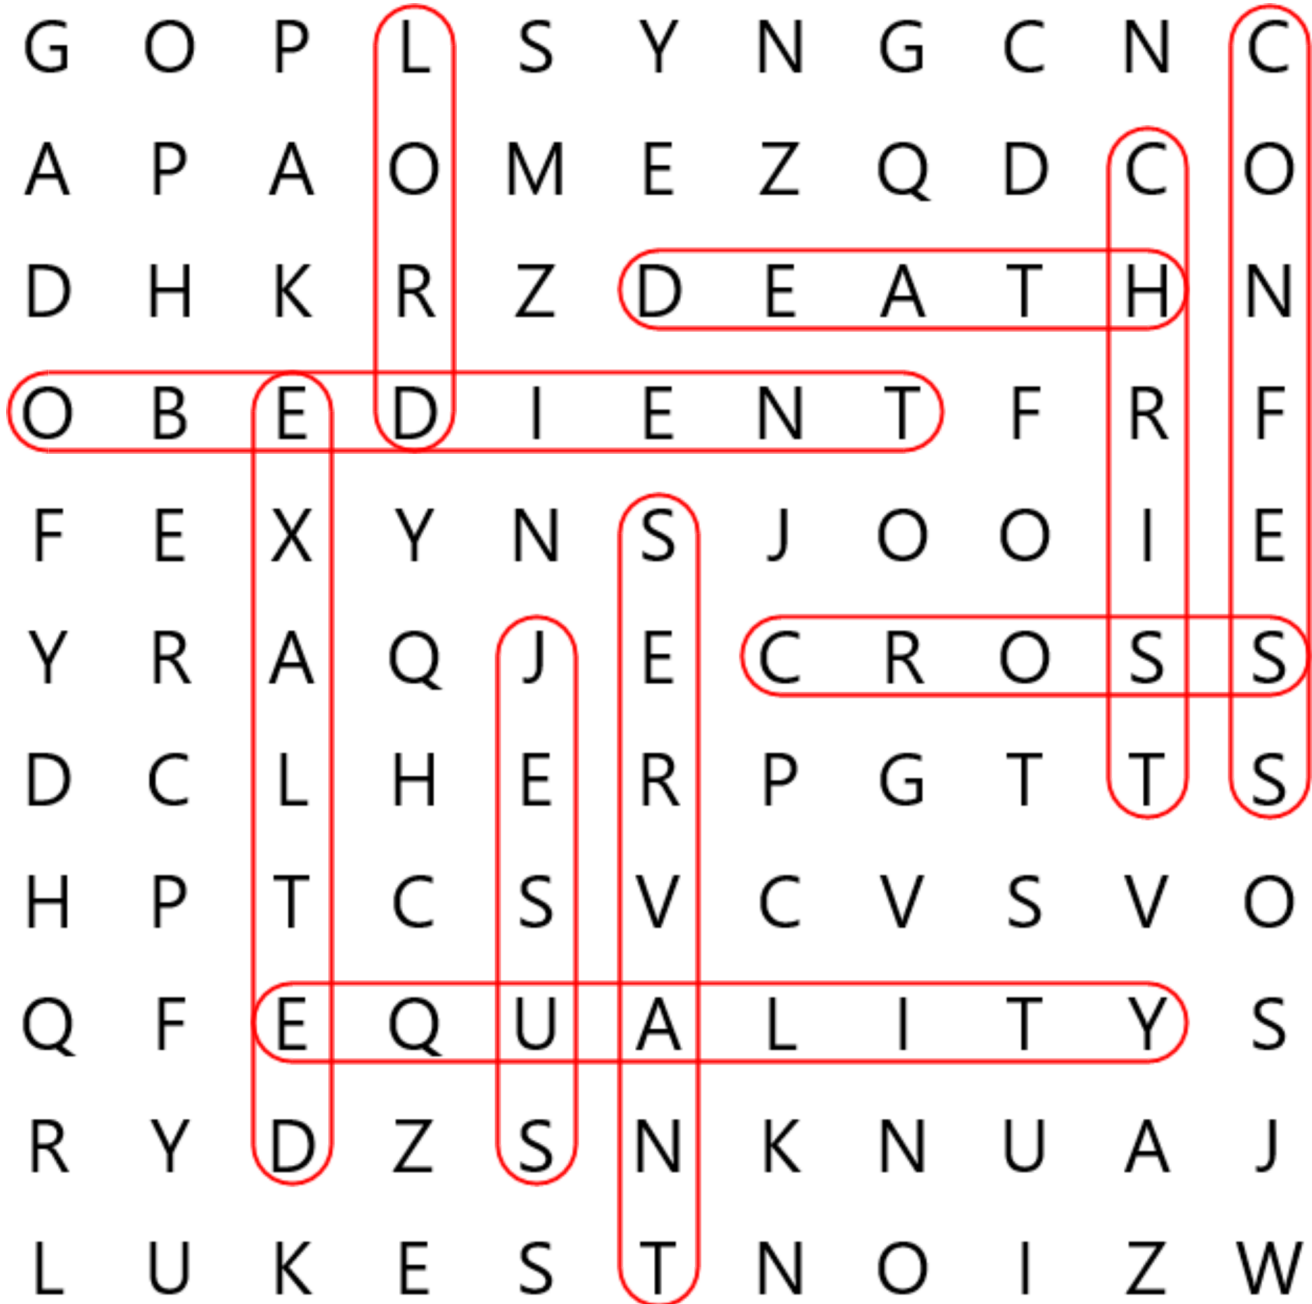 G O P L S Y N G C N C
A P A O M E Z Q D C O
D H K R Z D E A T H N
O B E D I E N T F R F
F E X Y N S J O O I E
Y R A Q J E C R O S S
D C L H E R P G T T S
H P T C S V C V S V O
Q F E Q U A L I T Y S
R Y D Z S N K N U A J
L U K E S T N O I Z W